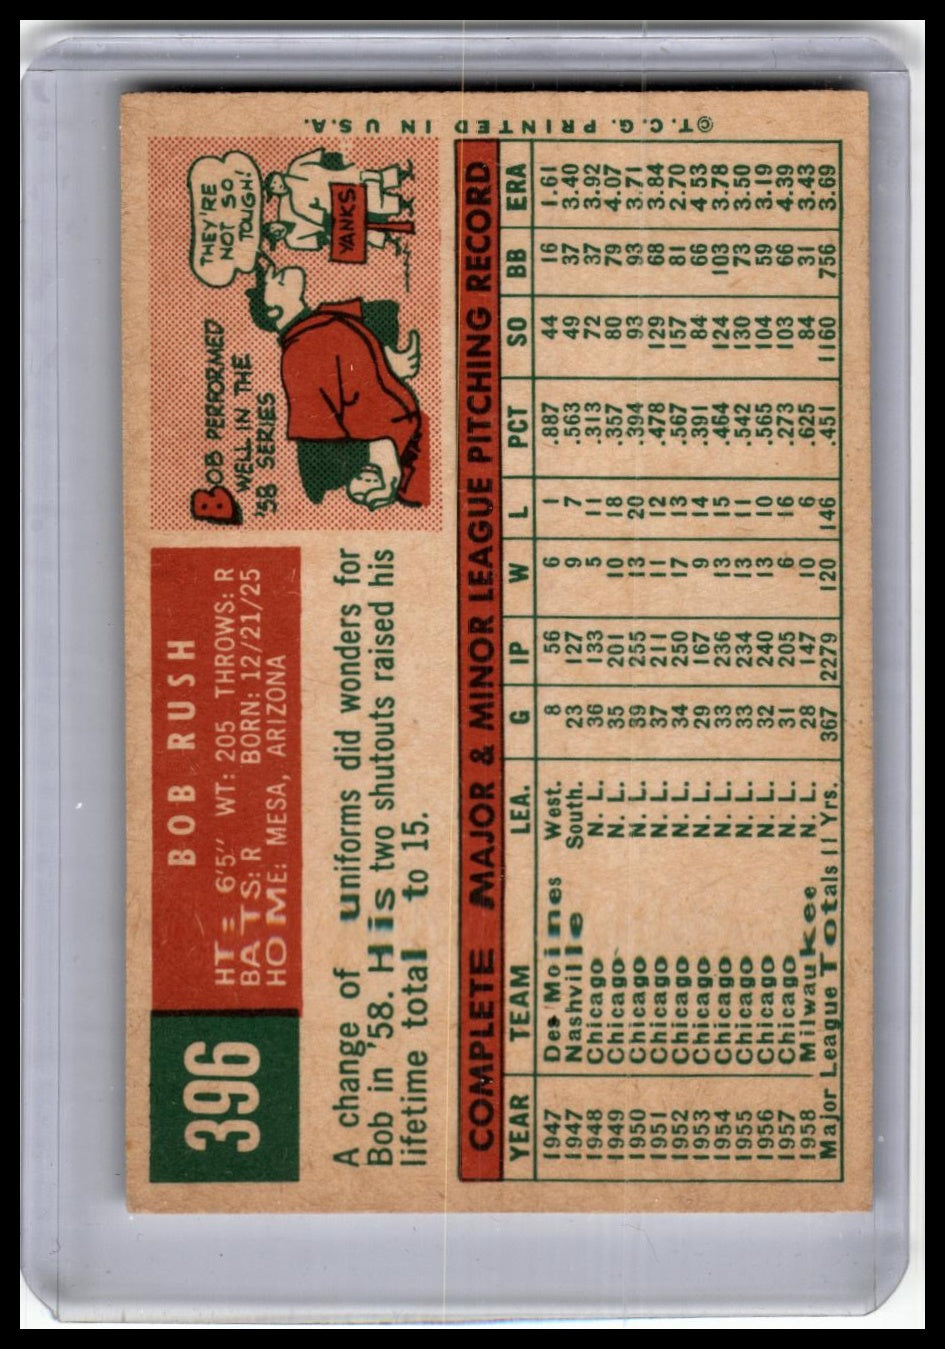 396
BOB RUSH
HT: 6'5" WT: 205 THROWS: R
BATS: R BORN: 12/21/25
HOME: MESA, ARIZONA
A change of uniforms did wonders for
Bob in '58. His two shutouts raised his
lifetime total to 15.
BOB PERFORMED
WELL IN THE
'58 SERIES
THEY'RE
NOT SO
TOUGH!
YANKS
COMPLETE MAJOR & MINOR LEAGUE PITCHING RECORD
YEAR TEAM LEA. G IP W L PCT SO BB ERA
1947 Des Moines West. 8 56 6 1 .887 44 16 1.61
1947 Nashville South. 23 127 9 7 .563 49 37 3.40
1948 Chicago N. L. 36 133 5 11 .313 72 37 3.92
1949 Chicago N. L. 35 201 10 18 .357 80 79 4.07
1950 Chicago N. L. 39 255 13 20 .394 93 93 3.71
1951 Chicago N. L. 37 211 11 12 .478 129 68 3.84
1952 Chicago N. L. 34 250 17 13 .567 157 81 2.70
1953 Chicago N. L. 29 167 9 14 .391 84 66 4.53
1954 Chicago N. L. 33 236 13 15 .464 124 103 3.78
1955 Chicago N. L. 33 234 13 11 .542 130 73 3.50
1956 Chicago N. L. 32 240 13 10 .565 104 59 3.19
1957 Chicago N. L. 31 205 6 16 .273 103 66 4.39
1958 Milwaukee N. L. 28 147 10 6 .625 84 31 3.43
Major League Totals 11 Yrs. 367 2279 120 146 .451 1160 756 3.69
© T. C. G. PRINTED IN U.S.A.